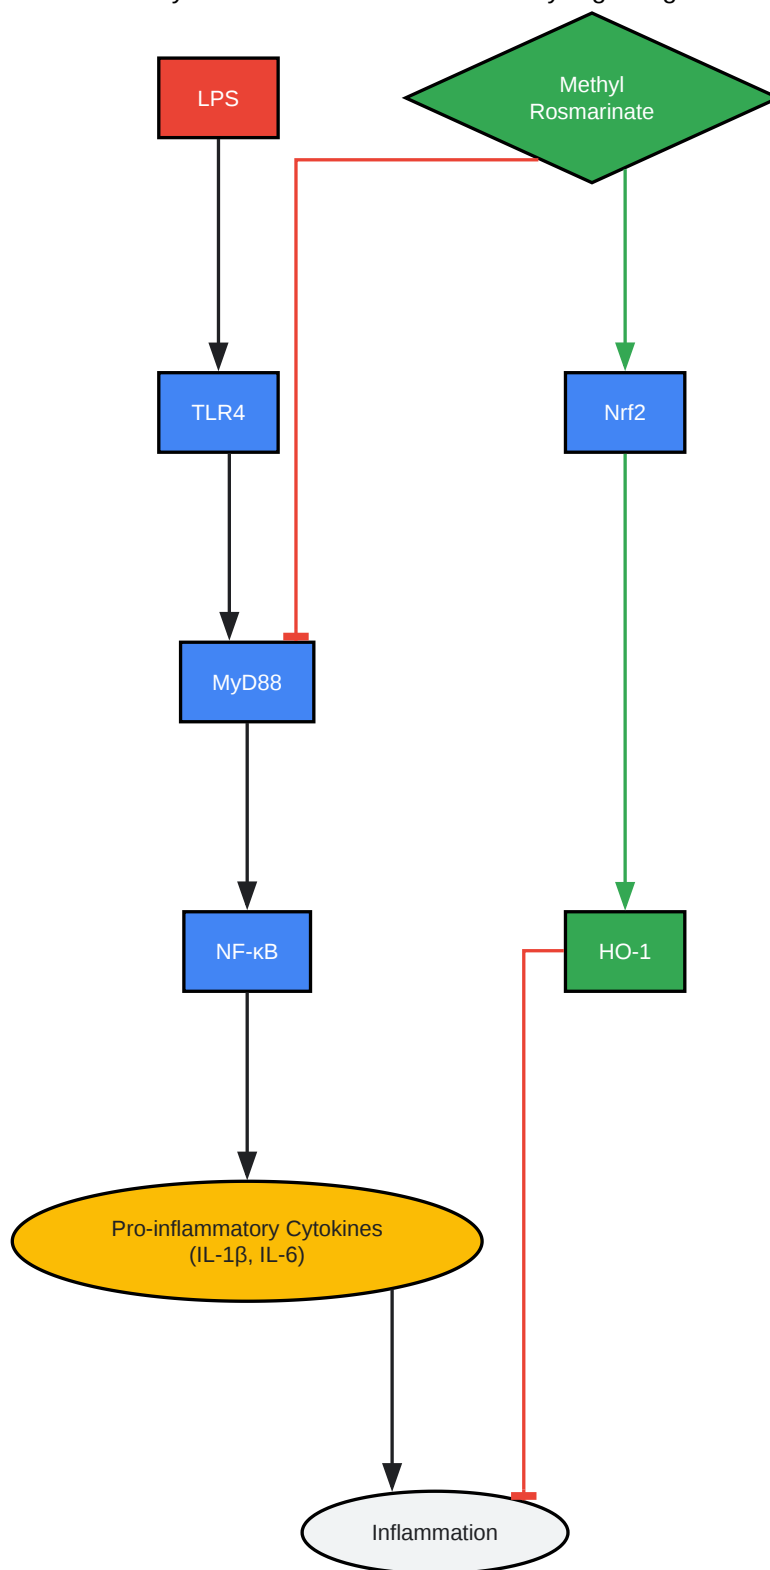 LPS
Methyl
Rosmarinate
TLR4
Nrf2
MyD88
NF-κB
HO-1
Pro-inflammatory Cytokines
(IL-1β, IL-6)
Inflammation